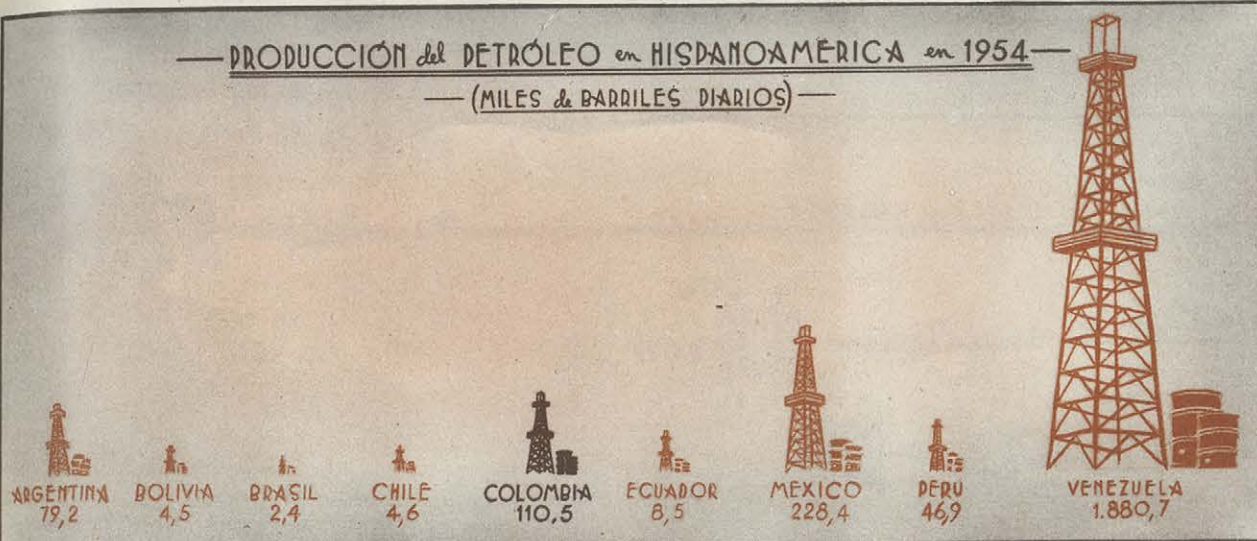 PRODUCCIÓN del PETRÓLEO en HISPANOAMÉRICA en 1954
(MILES de BARRILES DIARIOS)
ARGENTINA BOLIVIA BRASIL CHILE COLOMBIA ECUADOR MEXICO PERU VENEZUELA
79,2 4,5 2,4 4,6 110,5 8,5 228,4 46,9 1.880,7